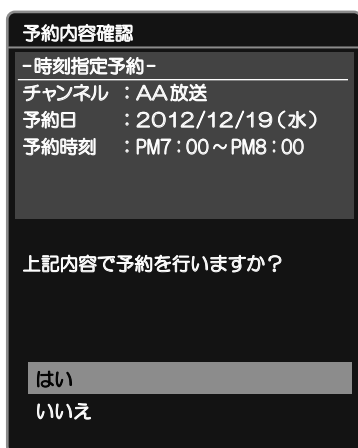 予約内容確認
-時刻指定予約-
チャンネル ：AA放送
予約日 ：2012/12/19(水)
予約時刻 ：PM7：00～PM8：00
上記内容で予約を行いますか？
はい
いいえ